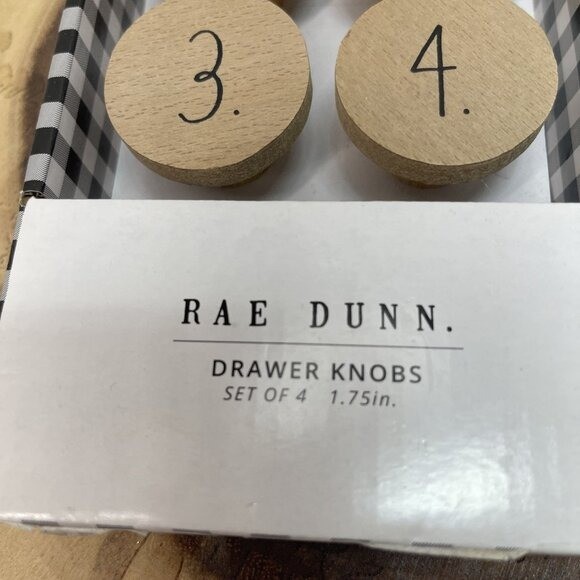 3. 4.
RAE DUNN.
DRAWER KNOBS
SET OF 4 1.75in.